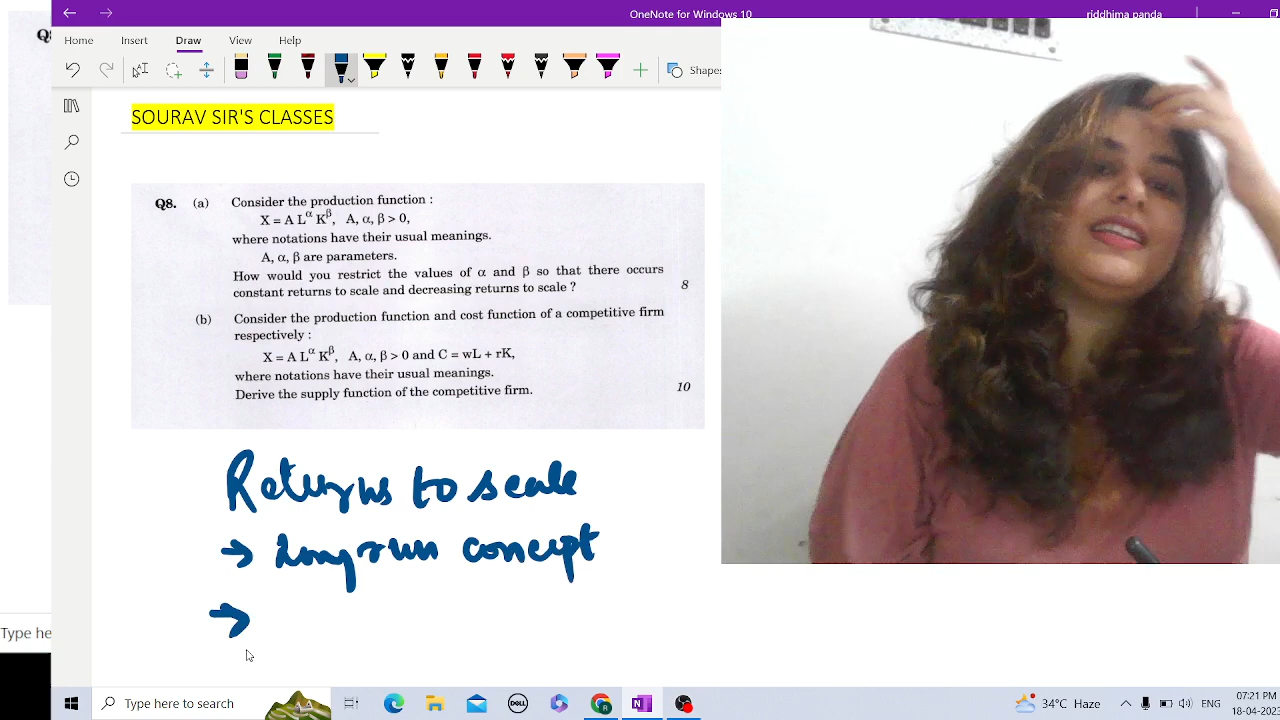 Q8
OneNote for Windows 10
riddhima panda
Home Insert Draw View Help
Shapes
SOURAV SIR'S CLASSES
Q8. (a) Consider the production function :
X = A L^α K^β, A, α, β > 0,
where notations have their usual meanings.
A, α, β are parameters.
How would you restrict the values of α and β so that there occurs
constant returns to scale and decreasing returns to scale ? 8
(b) Consider the production function and cost function of a competitive firm
respectively :
X = A L^α K^β, A, α, β > 0 and C = wL + rK,
where notations have their usual meanings.
Derive the supply function of the competitive firm. 10
Returns to scale
→ Long run concept
→
Type he
Type here to search
DELL
34°C Haze
ENG
07:21 PM
18-04-202